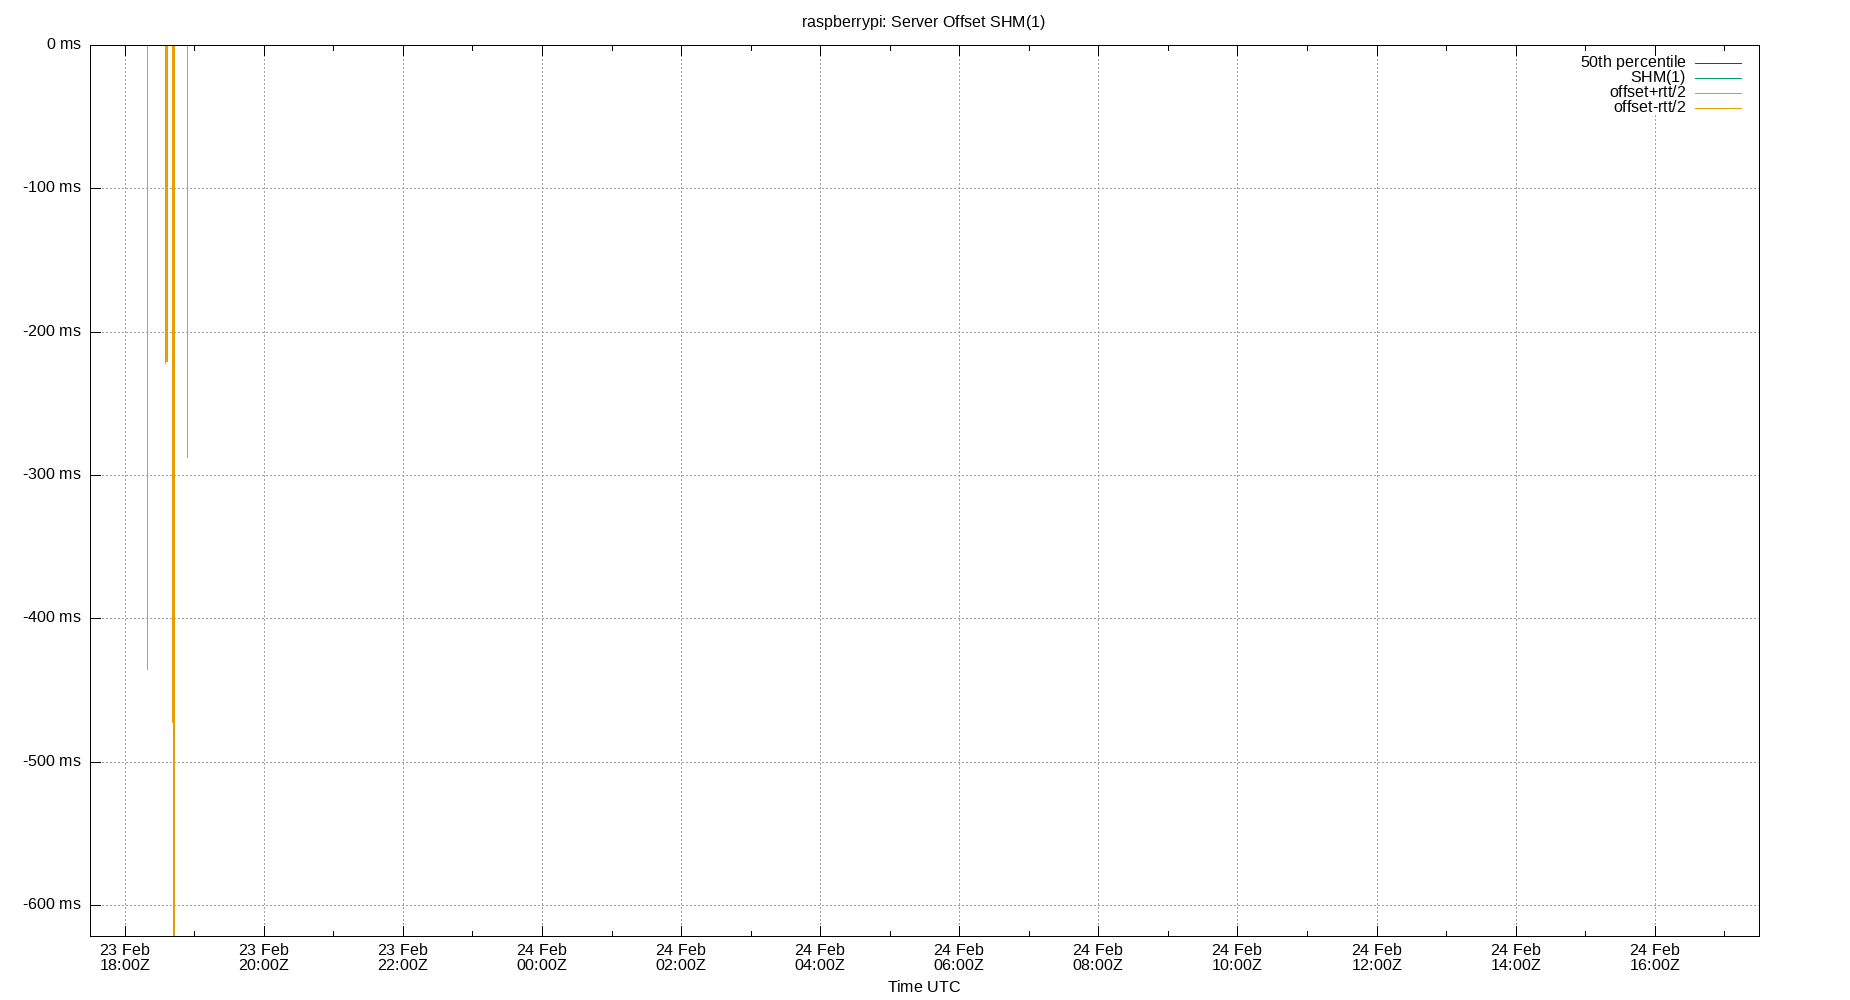 raspberrypi: Server Offset SHM(1)
0 ms
-100 ms
-200 ms
-300 ms
-400 ms
-500 ms
-600 ms
50th percentile
SHM(1)
offset+rtt/2
offset-rtt/2
23 Feb 23 Feb 23 Feb 24 Feb 24 Feb 24 Feb 24 Feb 24 Feb 24 Feb 24 Feb 24 Feb 24 Feb
18:00Z 20:00Z 22:00Z 00:00Z 02:00Z 04:00Z 06:00Z 08:00Z 10:00Z 12:00Z 14:00Z 16:00Z
Time UTC